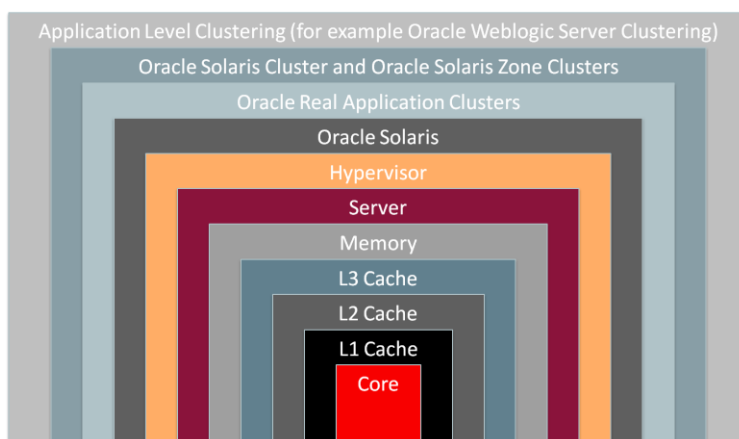 Application Level Clustering (for example Oracle Weblogic Server Clustering)
Oracle Solaris Cluster and Oracle Solaris Zone Clusters
Oracle Real Application Clusters
Oracle Solaris
Hypervisor
Server
Memory
L3 Cache
L2 Cache
L1 Cache
Core